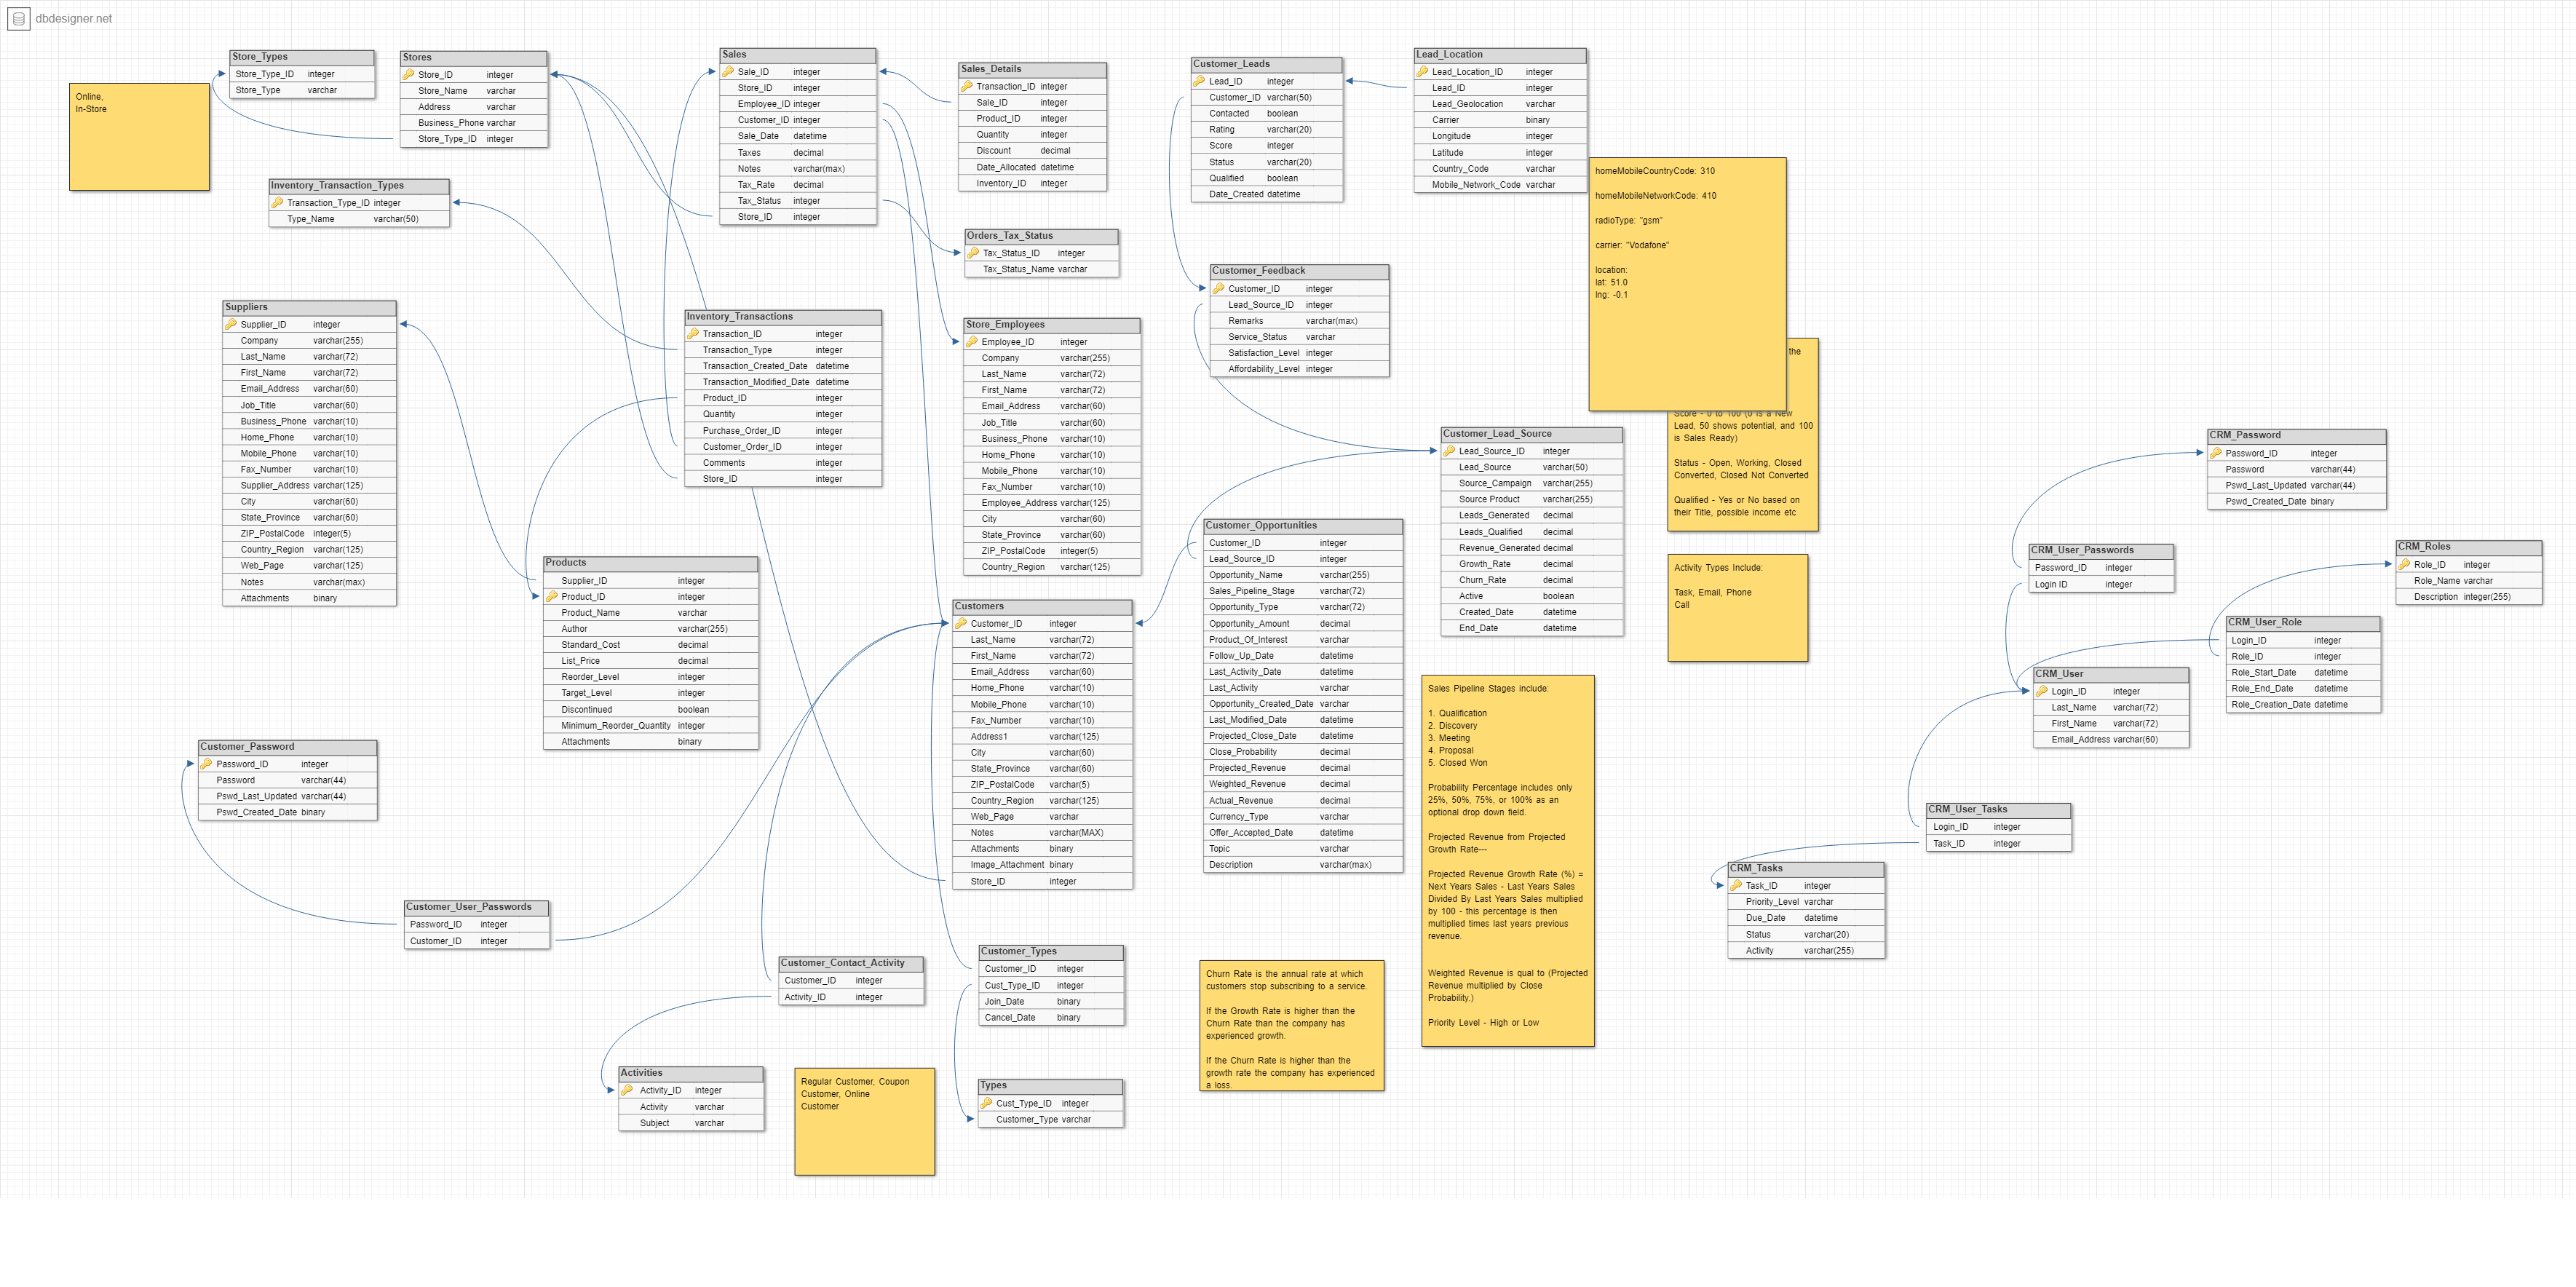 dbdesigner.net
Online,
In-Store
Store_Types
Store_Type_ID integer
Store_Type varchar
Stores
Store_ID integer
Store_Name varchar
Address varchar
Business_Phone varchar
Store_Type_ID integer
Inventory_Transaction_Types
Transaction_Type_ID integer
Type_Name varchar(50)
Sales
Sale_ID integer
Store_ID integer
Employee_ID integer
Customer_ID integer
Sale_Date datetime
Taxes decimal
Notes varchar(max)
Tax_Rate decimal
Tax_Status integer
Store_ID integer
Sales_Details
Transaction_ID integer
Sale_ID integer
Product_ID integer
Quantity integer
Discount decimal
Date_Allocated datetime
Inventory_ID integer
Orders_Tax_Status
Tax_Status_ID integer
Tax_Status_Name varchar
Customer_Leads
Lead_ID integer
Customer_ID varchar(50)
Contacted boolean
Rating varchar(20)
Score integer
Status varchar(20)
Qualified boolean
Date_Created datetime
Lead_Location
Lead_Location_ID integer
Lead_ID integer
Lead_Geolocation varchar
Carrier binary
Longitude integer
Latitude integer
Country_Code varchar
Mobile_Network_Code varchar
homeMobileCountryCode: 310
homeMobileNetworkCode: 410
radioType: "gsm"
carrier: "Vodafone"
location:
lat: 51.0
lng: -0.1
the
Score - 0 to 100 (0 is a New
Lead, 50 shows potential, and 100
is Sales Ready)
Status - Open, Working, Closed
Converted, Closed Not Converted
Qualified - Yes or No based on
their Title, possible income etc
Customer_Feedback
Customer_ID integer
Lead_Source_ID integer
Remarks varchar(max)
Service_Status varchar
Satisfaction_Level integer
Affordability_Level integer
Suppliers
Supplier_ID integer
Company varchar(255)
Last_Name varchar(72)
First_Name varchar(72)
Email_Address varchar(60)
Job_Title varchar(60)
Business_Phone varchar(10)
Home_Phone varchar(10)
Mobile_Phone varchar(10)
Fax_Number varchar(10)
Supplier_Address varchar(125)
City varchar(60)
State_Province varchar(60)
ZIP_PostalCode integer(5)
Country_Region varchar(125)
Web_Page varchar(125)
Notes varchar(max)
Attachments binary
Inventory_Transactions
Transaction_ID integer
Transaction_Type integer
Transaction_Created_Date datetime
Transaction_Modified_Date datetime
Product_ID integer
Quantity integer
Purchase_Order_ID integer
Customer_Order_ID integer
Comments integer
Store_ID integer
Store_Employees
Employee_ID integer
Company varchar(255)
Last_Name varchar(72)
First_Name varchar(72)
Email_Address varchar(60)
Job_Title varchar(60)
Business_Phone varchar(10)
Home_Phone varchar(10)
Mobile_Phone varchar(10)
Fax_Number varchar(10)
Employee_Address varchar(125)
City varchar(60)
State_Province varchar(60)
ZIP_PostalCode integer(5)
Country_Region varchar(125)
Customer_Lead_Source
Lead_Source_ID integer
Lead_Source varchar(50)
Source_Campaign varchar(255)
Source Product varchar(255)
Leads_Generated decimal
Leads_Qualified decimal
Revenue_Generated decimal
Growth_Rate decimal
Churn_Rate decimal
Active boolean
Created_Date datetime
End_Date datetime
Activity Types Include:
Task, Email, Phone
Call
CRM_Password
Password_ID integer
Password varchar(44)
Pswd_Last_Updated varchar(44)
Pswd_Created_Date binary
CRM_User_Passwords
Password_ID integer
Login ID integer
CRM_Roles
Role_ID integer
Role_Name varchar
Description integer(255)
CRM_User_Role
Login_ID integer
Role_ID integer
Role_Start_Date datetime
Role_End_Date datetime
Role_Creation_Date datetime
CRM_User
Login_ID integer
Last_Name varchar(72)
First_Name varchar(72)
Email_Address varchar(60)
Products
Supplier_ID integer
Product_ID integer
Product_Name varchar
Author varchar(255)
Standard_Cost decimal
List_Price decimal
Reorder_Level integer
Target_Level integer
Discontinued boolean
Minimum_Reorder_Quantity integer
Attachments binary
Customers
Customer_ID integer
Last_Name varchar(72)
First_Name varchar(72)
Email_Address varchar(60)
Home_Phone varchar(10)
Mobile_Phone varchar(10)
Fax_Number varchar(10)
Address1 varchar(125)
City varchar(60)
State_Province varchar(60)
ZIP_PostalCode varchar(5)
Country_Region varchar(125)
Web_Page varchar
Notes varchar(MAX)
Attachments binary
Image_Attachment binary
Store_ID integer
Customer_Opportunities
Customer_ID integer
Lead_Source_ID integer
Opportunity_Name varchar(255)
Sales_Pipeline_Stage varchar(72)
Opportunity_Type varchar(72)
Opportunity_Amount decimal
Product_Of_Interest varchar
Follow_Up_Date datetime
Last_Activity_Date datetime
Last_Activity varchar
Opportunity_Created_Date varchar
Last_Modified_Date datetime
Projected_Close_Date datetime
Close_Probability decimal
Projected_Revenue decimal
Weighted_Revenue decimal
Actual_Revenue decimal
Currency_Type varchar
Offer_Accepted_Date datetime
Topic varchar
Description varchar(max)
Sales Pipeline Stages include:
1. Qualification
2. Discovery
3. Meeting
4. Proposal
5. Closed Won
Probability Percentage includes only
25%, 50%, 75%, or 100% as an
optional drop down field.
Projected Revenue from Projected
Growth Rate---
Projected Revenue Growth Rate (%) =
Next Years Sales - Last Years Sales
Divided By Last Years Sales multiplied
by 100 - this percentage is then
multiplied times last years previous
revenue.
Weighted Revenue is qual to (Projected
Revenue multiplied by Close
Probability.)
Priority Level - High or Low
Customer_Password
Password_ID integer
Password varchar(44)
Pswd_Last_Updated varchar(44)
Pswd_Created_Date binary
CRM_User_Tasks
Login_ID integer
Task_ID integer
CRM_Tasks
Task_ID integer
Priority_Level varchar
Due_Date datetime
Status varchar(20)
Activity varchar(255)
Customer_User_Passwords
Password_ID integer
Customer_ID integer
Customer_Contact_Activity
Customer_ID integer
Activity_ID integer
Customer_Types
Customer_ID integer
Cust_Type_ID integer
Join_Date binary
Cancel_Date binary
Churn Rate is the annual rate at which
customers stop subscribing to a service.
If the Growth Rate is higher than the
Churn Rate than the company has
experienced growth.
If the Churn Rate is higher than the
growth rate the company has experienced
a loss.
Activities
Activity_ID integer
Activity varchar
Subject varchar
Regular Customer, Coupon
Customer, Online
Customer
Types
Cust_Type_ID integer
Customer_Type varchar